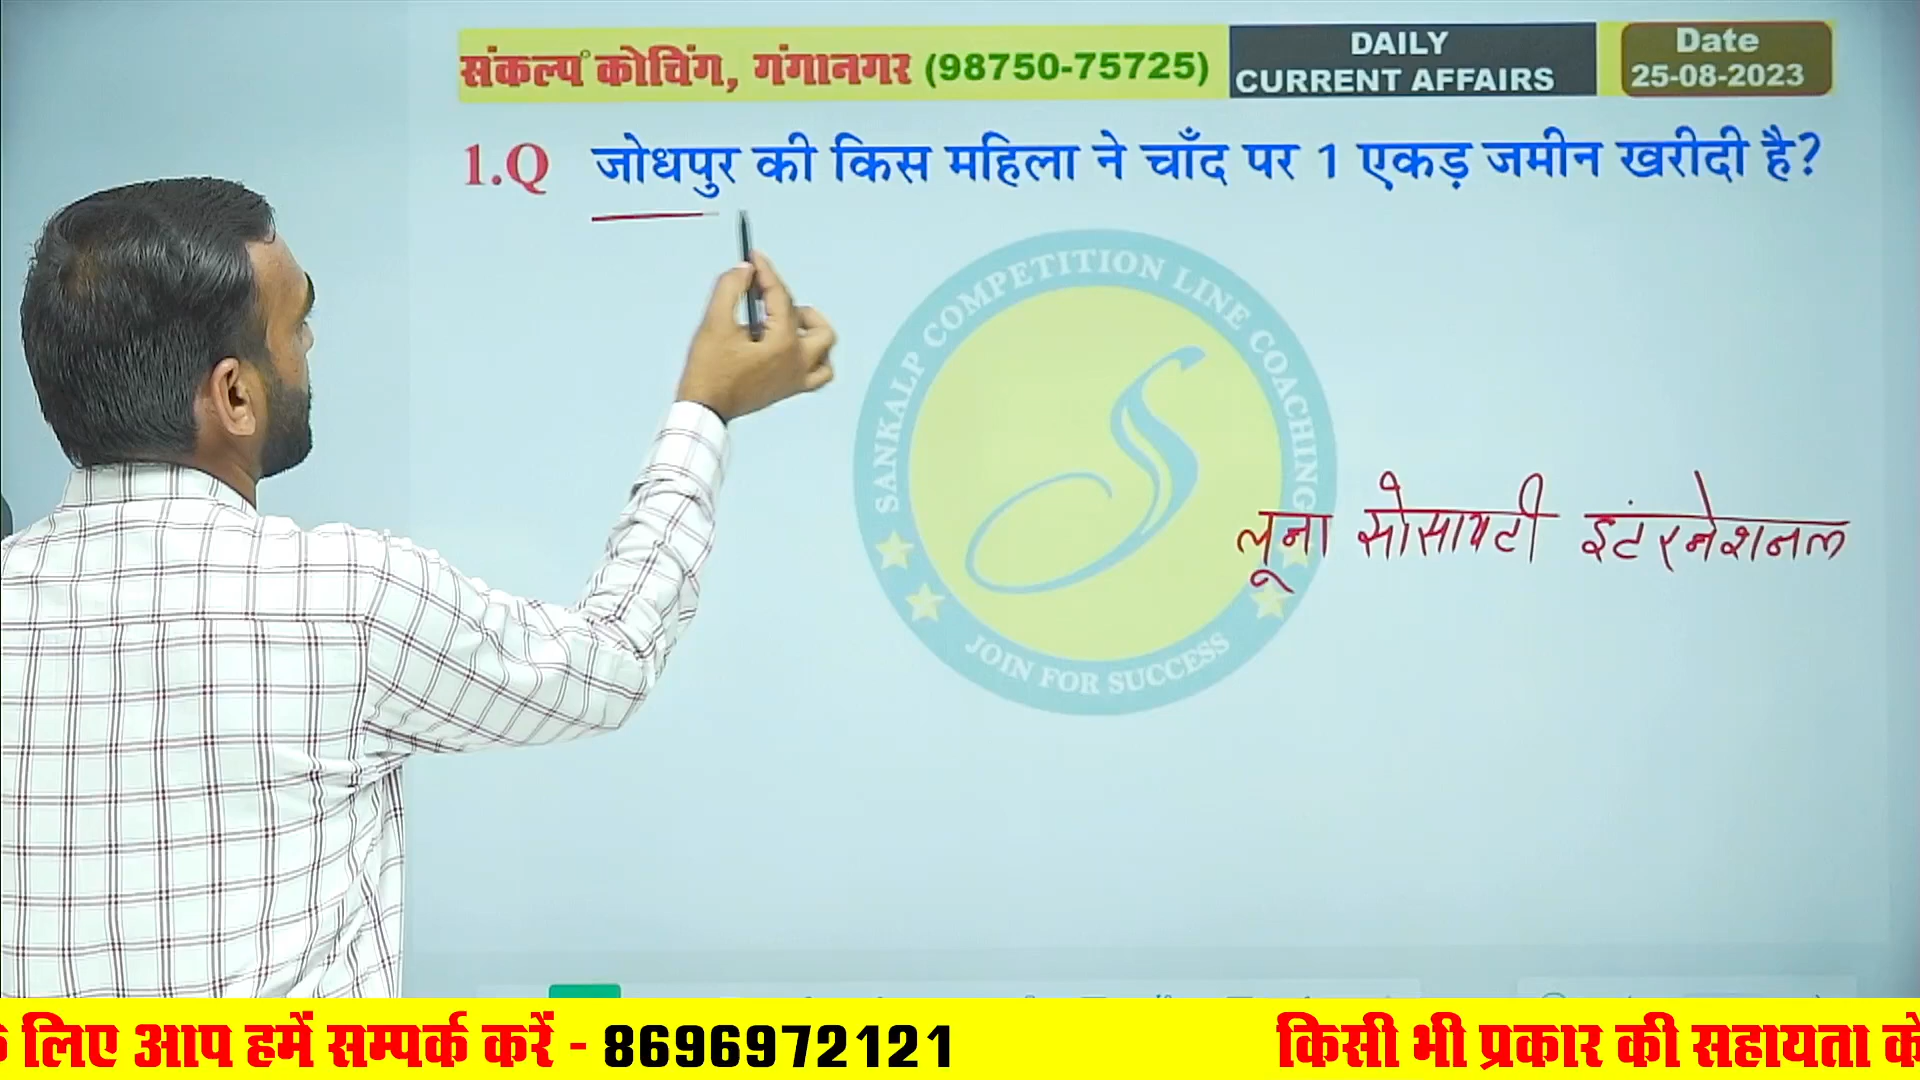 संकल्प कोचिंग, गंगानगर (98750-75725)
DAILY
CURRENT AFFAIRS
Date
25-08-2023
1.Q जोधपुर की किस महिला ने चाँद पर 1 एकड़ जमीन खरीदी है?
SANKALP COMPETITION LINE COACHING
JOIN FOR SUCCESS
लूना सोसायटी इंटरनेशनल
लिए आप हमें सम्पर्क करें - 8696972121
किसी भी प्रकार की सहायता के